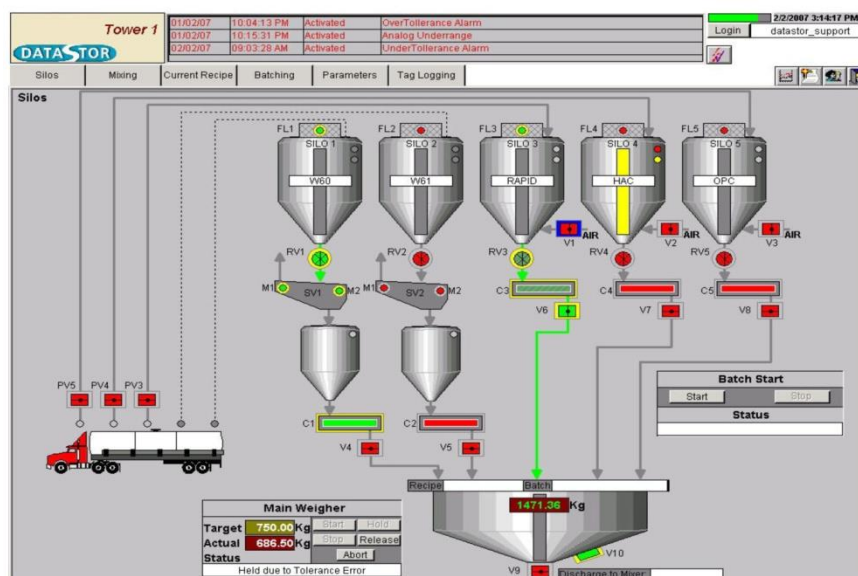 Tower 1
DATASTOR
01/02/07 10:04:13 PM Activated OverTollerance Alarm
01/02/07 10:15:31 PM Activated Analog Underrange
02/02/07 09:03:28 AM Activated UnderTollerance Alarm
2/2/2007 3:14:17 PM
Login datastor_support
Silos Mixing Current Recipe Batching Parameters Tag Logging
Silos
FL1 FL2 FL3 FL4 FL5
SILO 1 SILO 2 SILO 3 SILO 4 SILO 5
W60 W61 RAPID HAC OPC
AIR AIR AIR
V1 V2 V3
RV1 RV2 RV3 RV4 RV5
M1 SV1 M2 M1 SV2 M2 C3 C4 C5
V6 V7 V8
PV5 PV4 PV3
Batch Start
Start Stop
Status
C1 C2
V4 V5
Recipe Batch
1471.36 Kg
Main Weigher
Target 750.00 Kg Start Hold
Actual 686.50 Kg Stop Release
Status Abort
Held due to Tolerance Error
V10
V9
Discharge to Mixer